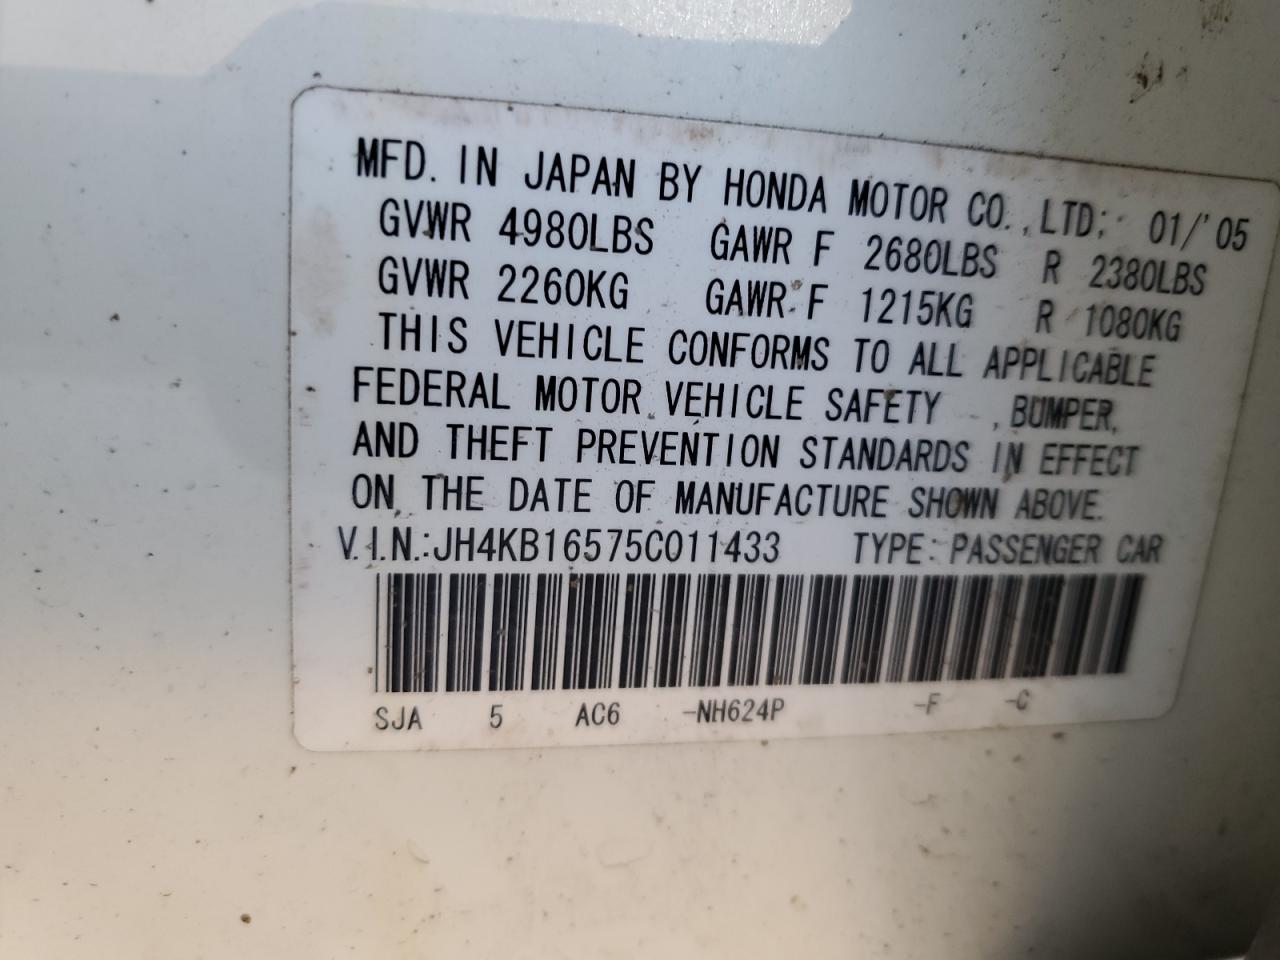 MFD. IN JAPAN BY HONDA MOTOR CO.,LTD; 01/'05
GVWR 4980LBS GAWR F 2680LBS R 2380LBS
GVWR 2260KG GAWR F 1215KG R 1080KG
THIS VEHICLE CONFORMS TO ALL APPLICABLE
FEDERAL MOTOR VEHICLE SAFETY , BUMPER,
AND THEFT PREVENTION STANDARDS IN EFFECT
ON THE DATE OF MANUFACTURE SHOWN ABOVE.
V.I.N.:JH4KB16575C011433 TYPE: PASSENGER CAR
SJA 5 AC6 -NH624P -F -C